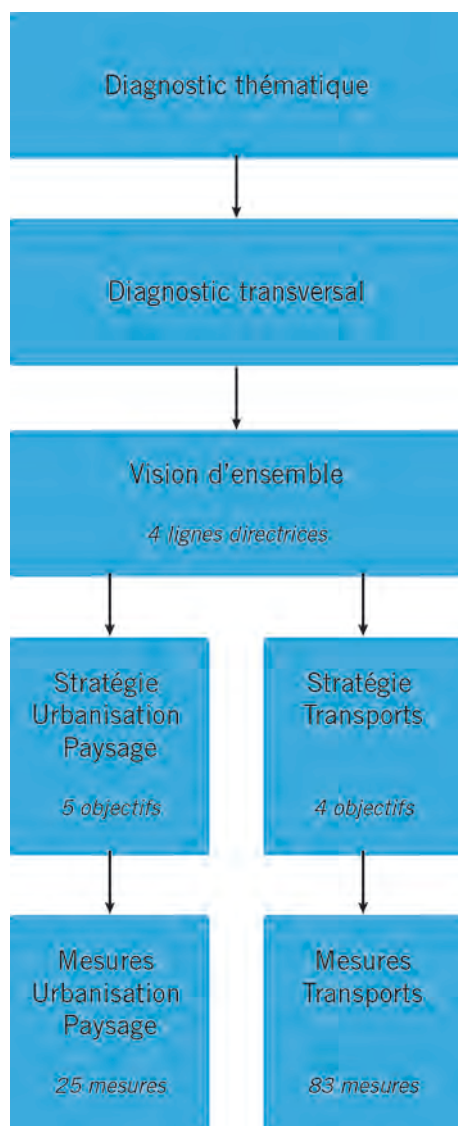 Diagnostic thématique
Diagnostic transversal
Vision d'ensemble
4 lignes directrices
Stratégie
Urbanisation
Paysage
5 objectifs
Stratégie
Transports
4 objectifs
Mesures
Urbanisation
Paysage
25 mesures
Mesures
Transports
83 mesures